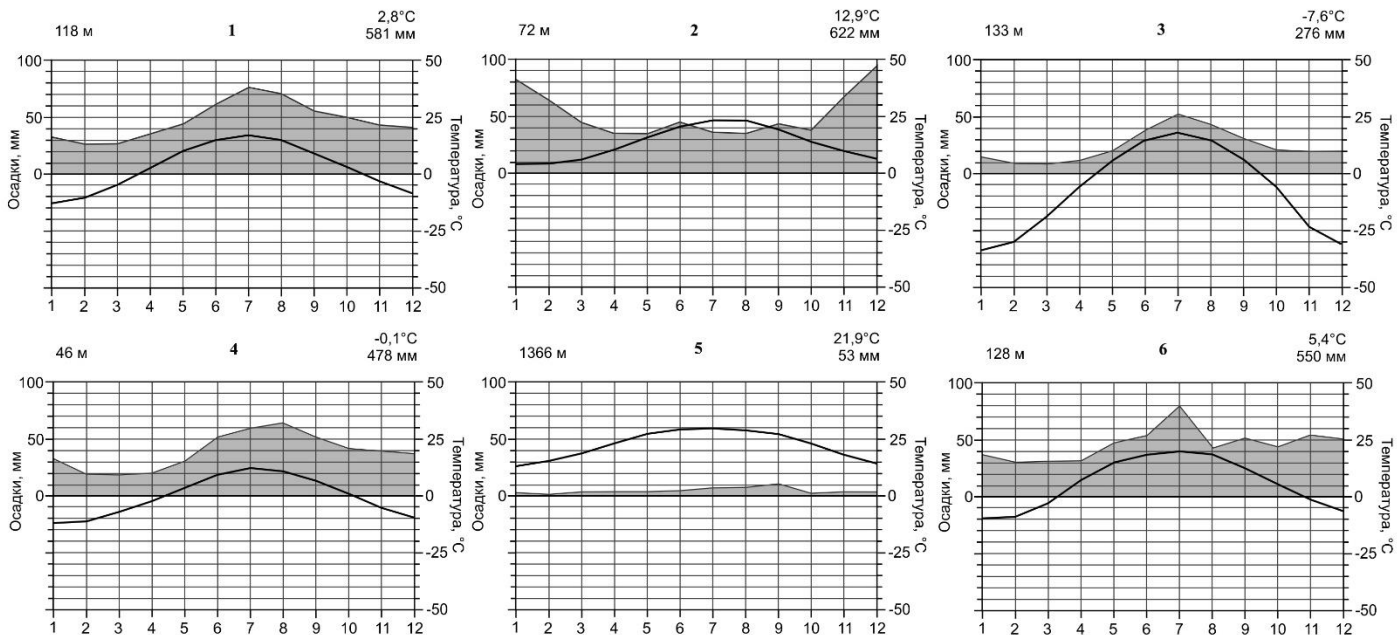 118 м 1 2,8°C
581 мм
100 50
50 25
0 0
-25
-50
Осадки, мм
Температура, °C
1 2 3 4 5 6 7 8 9 10 11 12
72 м 2 12,9°C
622 мм
100 50
50 25
0 0
-25
-50
Осадки, мм
Температура, °C
1 2 3 4 5 6 7 8 9 10 11 12
133 м 3 -7,6°C
276 мм
100 50
50 25
0 0
-25
-50
Осадки, мм
Температура, °C
1 2 3 4 5 6 7 8 9 10 11 12
46 м 4 -0,1°C
478 мм
100 50
50 25
0 0
-25
-50
Осадки, мм
Температура, °C
1 2 3 4 5 6 7 8 9 10 11 12
1366 м 5 21,9°C
53 мм
100 50
50 25
0 0
-25
-50
Осадки, мм
Температура, °C
1 2 3 4 5 6 7 8 9 10 11 12
128 м 6 5,4°C
550 мм
100 50
50 25
0 0
-25
-50
Осадки, мм
Температура, °C
1 2 3 4 5 6 7 8 9 10 11 12